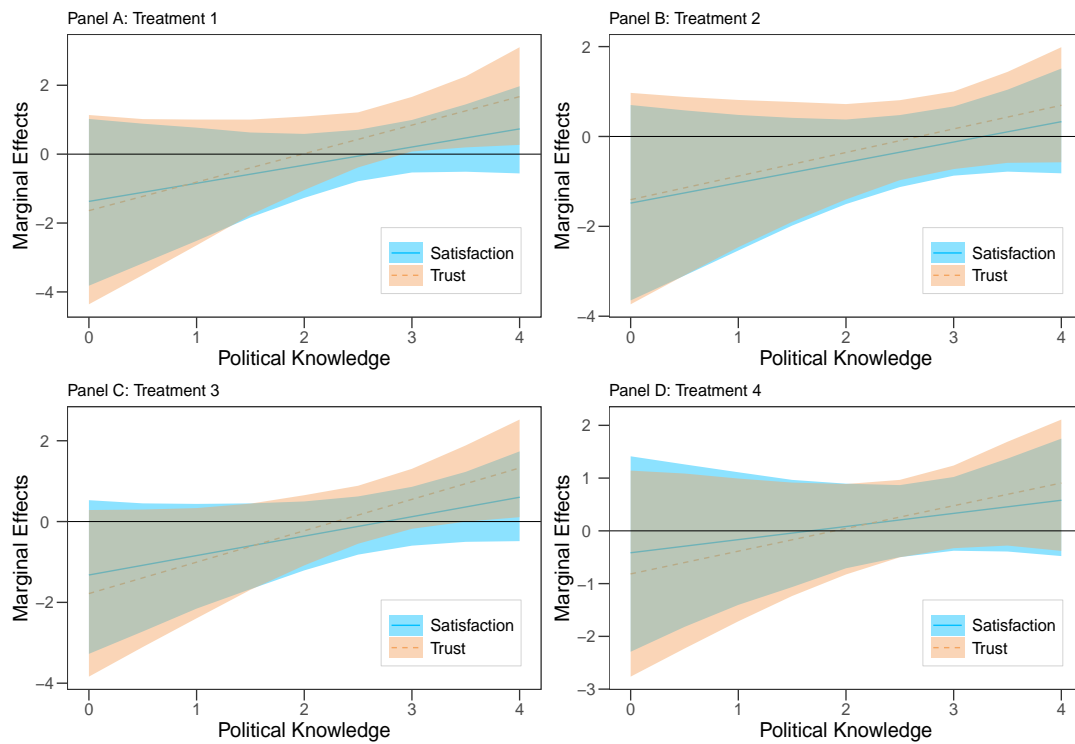 Panel A: Treatment 1
Marginal Effects
2
0
−2
−4
Satisfaction
Trust
0 1 2 3 4
Political Knowledge
Panel B: Treatment 2
Marginal Effects
2
0
−2
−4
Satisfaction
Trust
0 1 2 3 4
Political Knowledge
Panel C: Treatment 3
Marginal Effects
2
0
−2
−4
Satisfaction
Trust
0 1 2 3 4
Political Knowledge
Panel D: Treatment 4
Marginal Effects
2
1
0
−1
−2
−3
Satisfaction
Trust
0 1 2 3 4
Political Knowledge